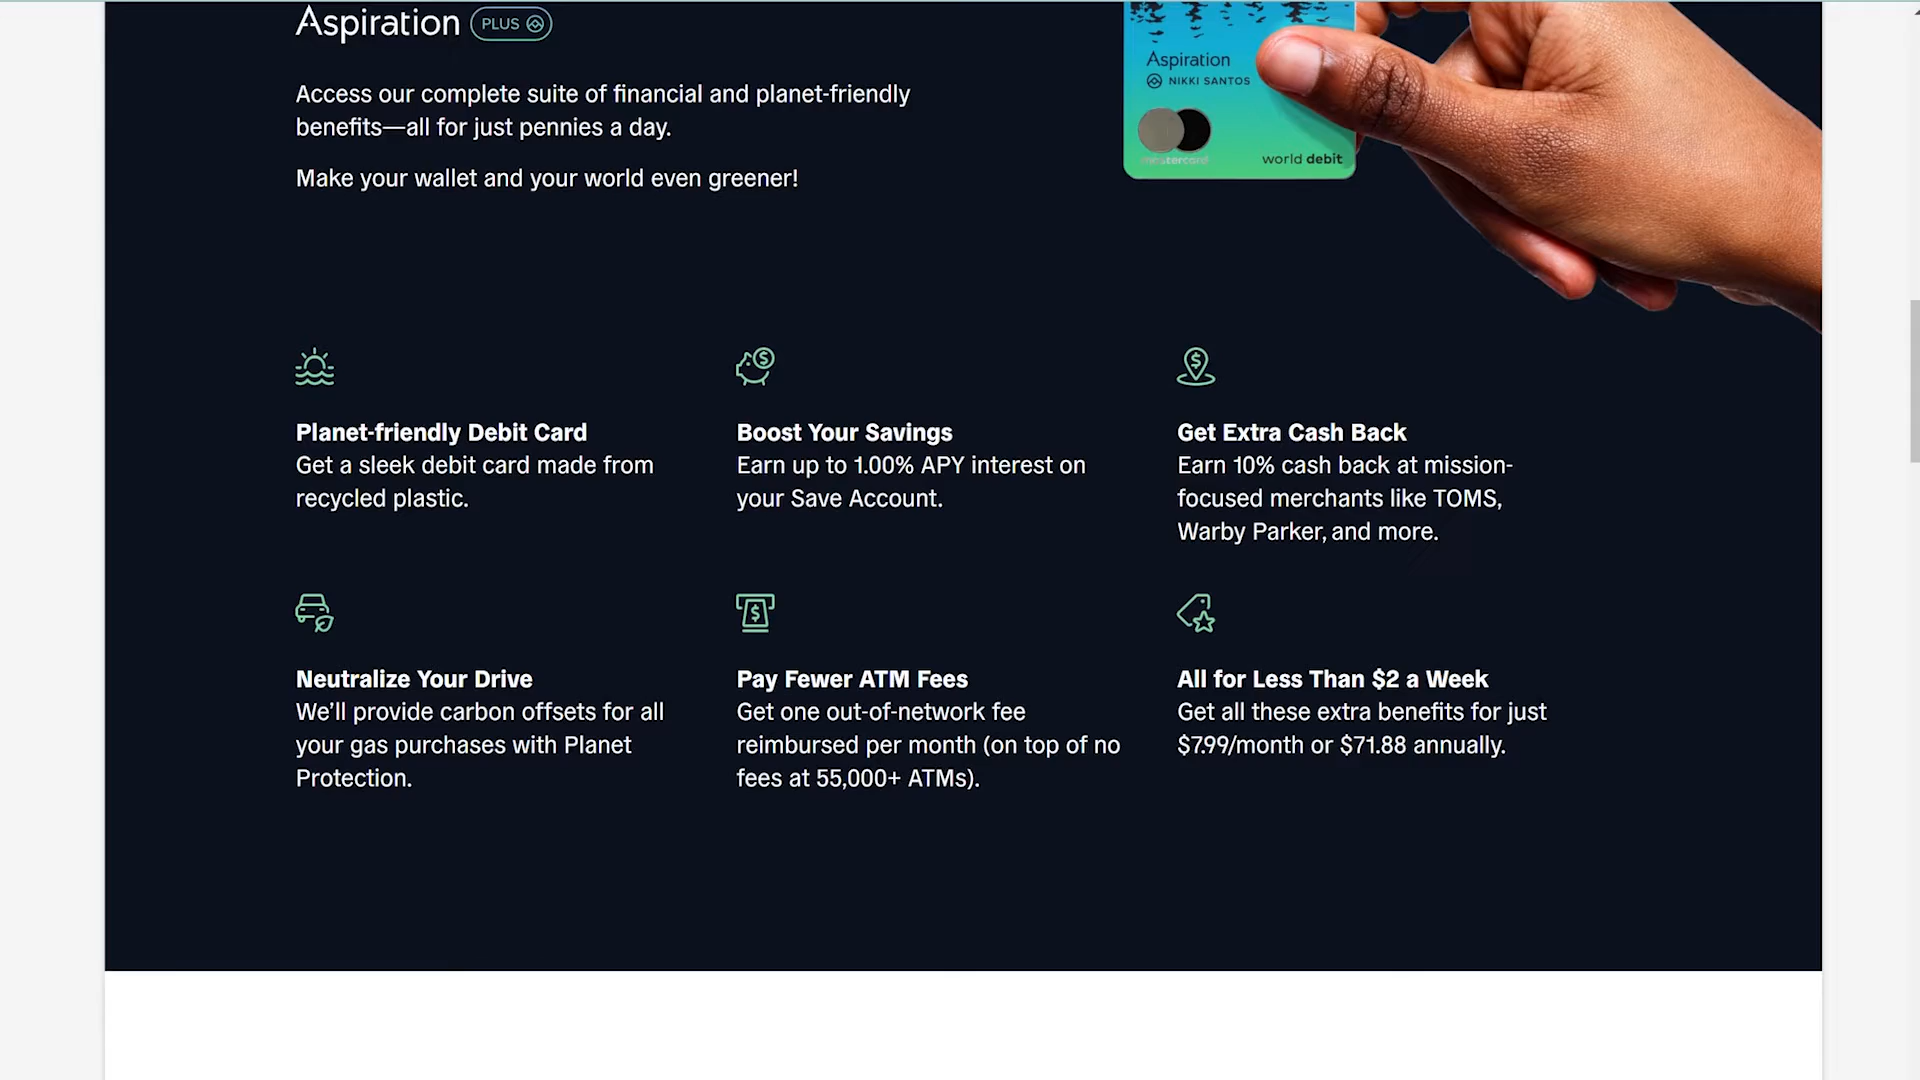 Aspiration PLUS
Access our complete suite of financial and planet-friendly
benefits—all for just pennies a day.
Make your wallet and your world even greener!
Aspiration
NIKKI SANTOS
mastercard
world debit
Planet-friendly Debit Card
Get a sleek debit card made from
recycled plastic.
Boost Your Savings
Earn up to 1.00% APY interest on
your Save Account.
Get Extra Cash Back
Earn 10% cash back at mission-
focused merchants like TOMS,
Warby Parker, and more.
Neutralize Your Drive
We’ll provide carbon offsets for all
your gas purchases with Planet
Protection.
Pay Fewer ATM Fees
Get one out-of-network fee
reimbursed per month (on top of no
fees at 55,000+ ATMs).
All for Less Than $2 a Week
Get all these extra benefits for just
$7.99/month or $71.88 annually.